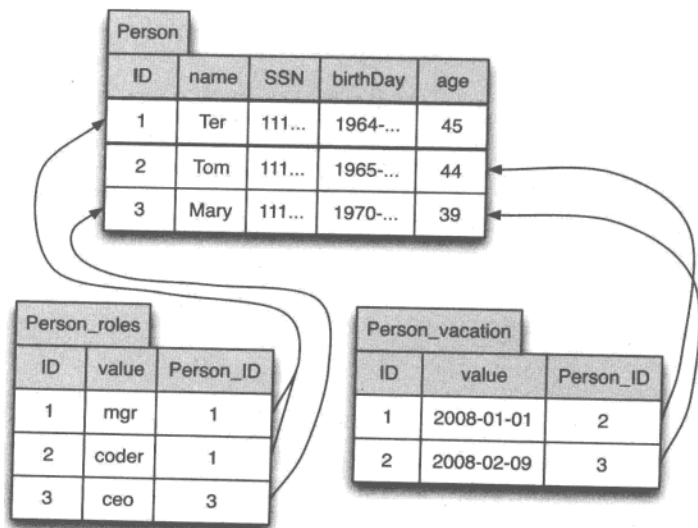 Person
ID name SSN birthDay age
1 Ter 111... 1964-... 45
2 Tom 111... 1965-... 44
3 Mary 111... 1970-... 39
Person_roles
ID value Person_ID
1 mgr 1
2 coder 1
3 ceo 3
Person_vacation
ID value Person_ID
1 2008-01-01 2
2 2008-02-09 3